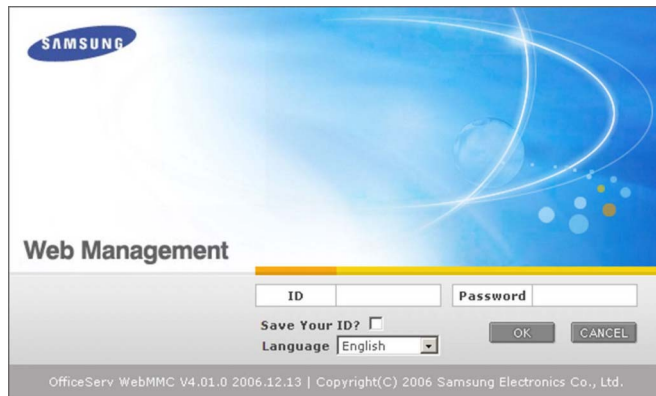 SAMSUNG
Web Management
ID
Password
Save Your ID?
OK
CANCEL
Language English
OfficeServ WebMMC V4.01.0 2006.12.13 | Copyright(C) 2006 Samsung Electronics Co., Ltd.